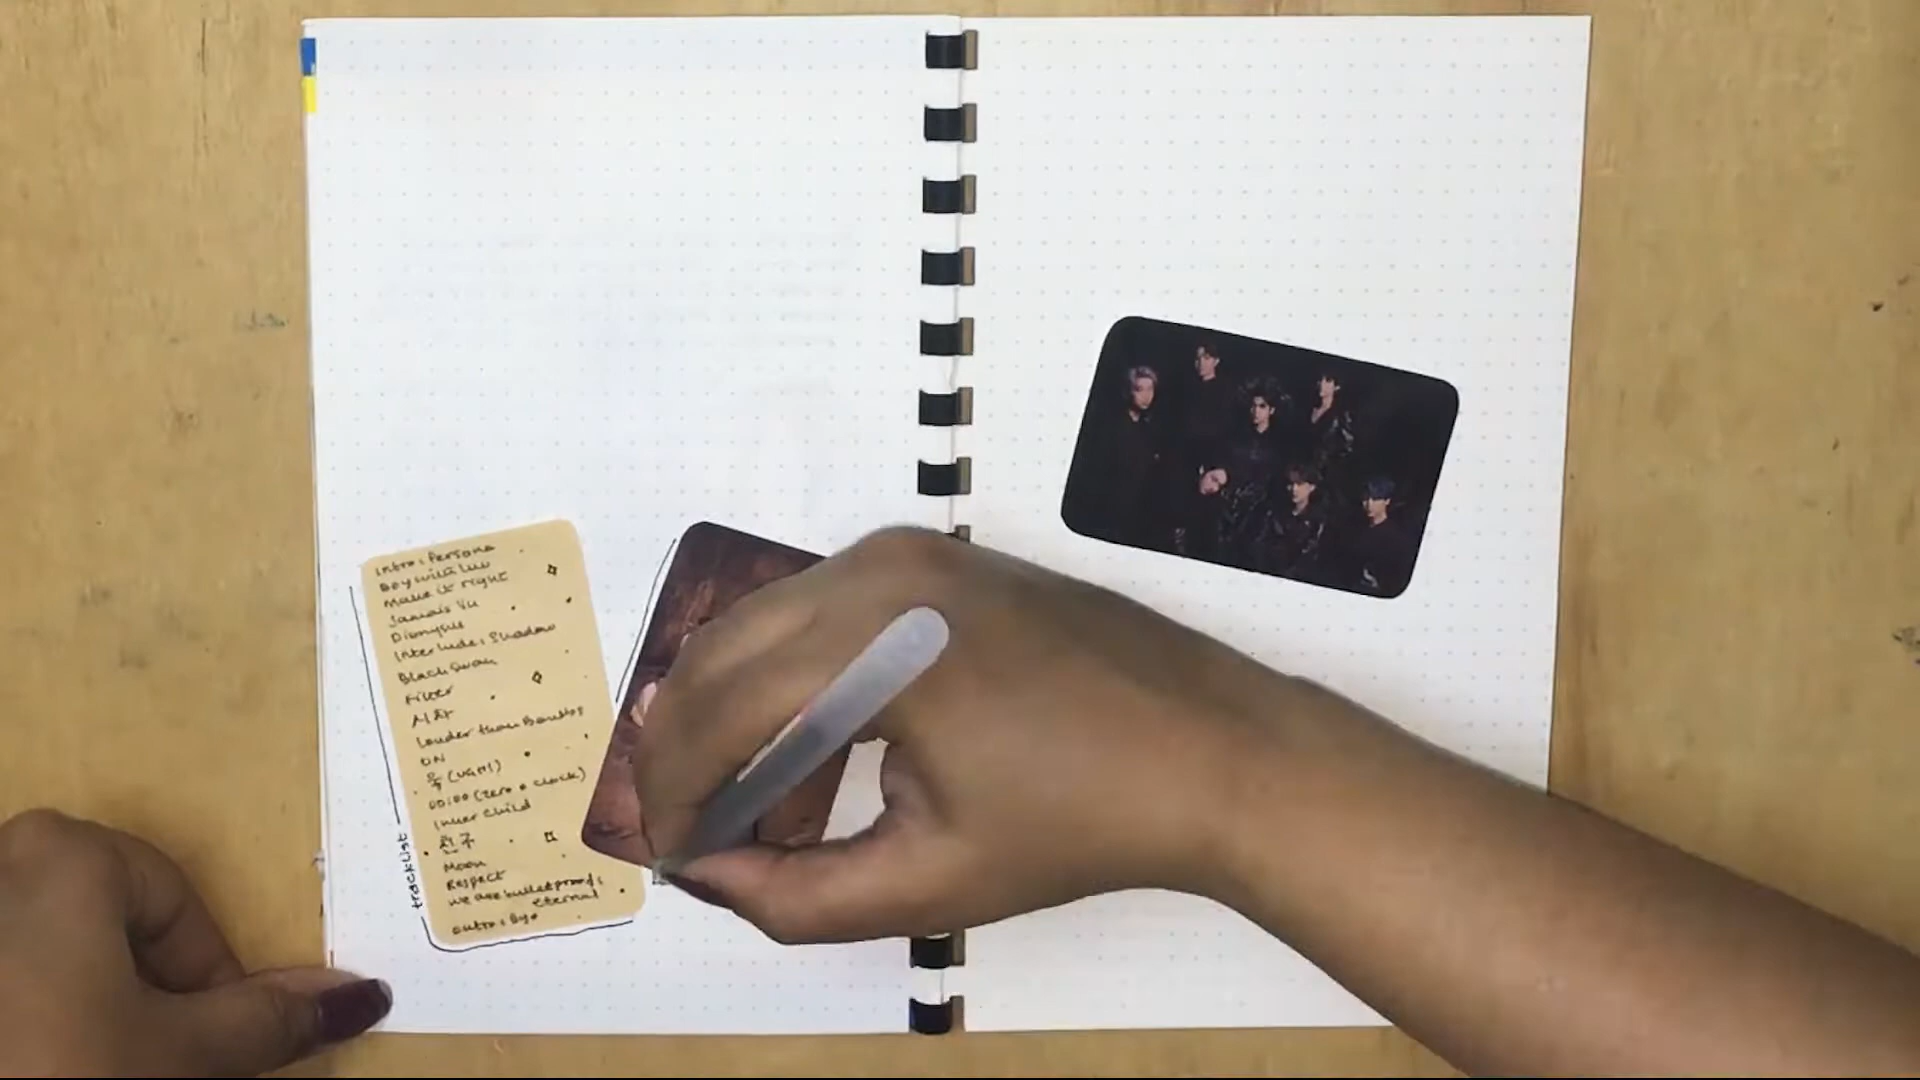 intro: Persona
Boy with Luv
Make it right
Jamais Vu
Dionysus
Interlude: Shadow
Black Swan
Filter
시차
Louder than Bombs
ON
욱 (UGH!)
00:00 (Zero o clock)
Inner Child
친구
Moon
Respect
we are bulletproof:
eternal
outro:
tracklist